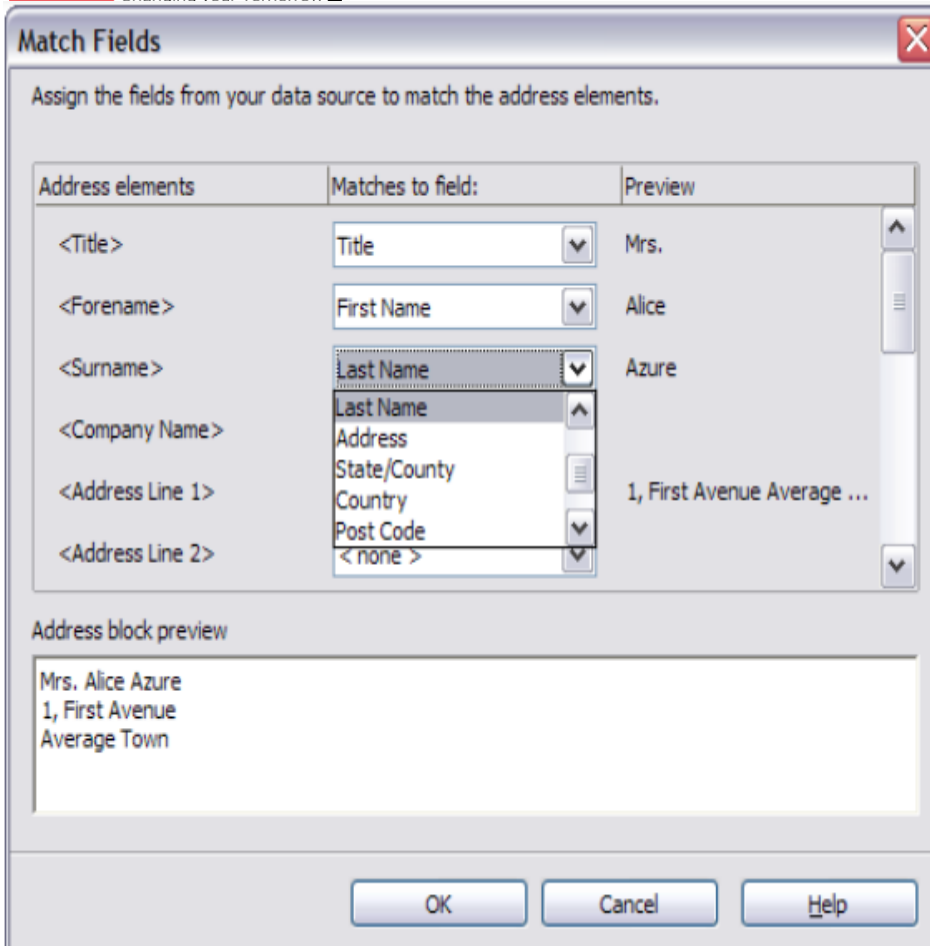 Match Fields
Assign the fields from your data source to match the address elements.
Address elements Matches to field: Preview
<Title> Title Mrs.
<Forename> First Name Alice
<Surname> Last Name Azure
Last Name
<Company Name> Address
State/County
<Address Line 1> Country 1, First Avenue Average ...
Post Code
<Address Line 2> < none >
Address block preview
Mrs. Alice Azure
1, First Avenue
Average Town
OK Cancel Help